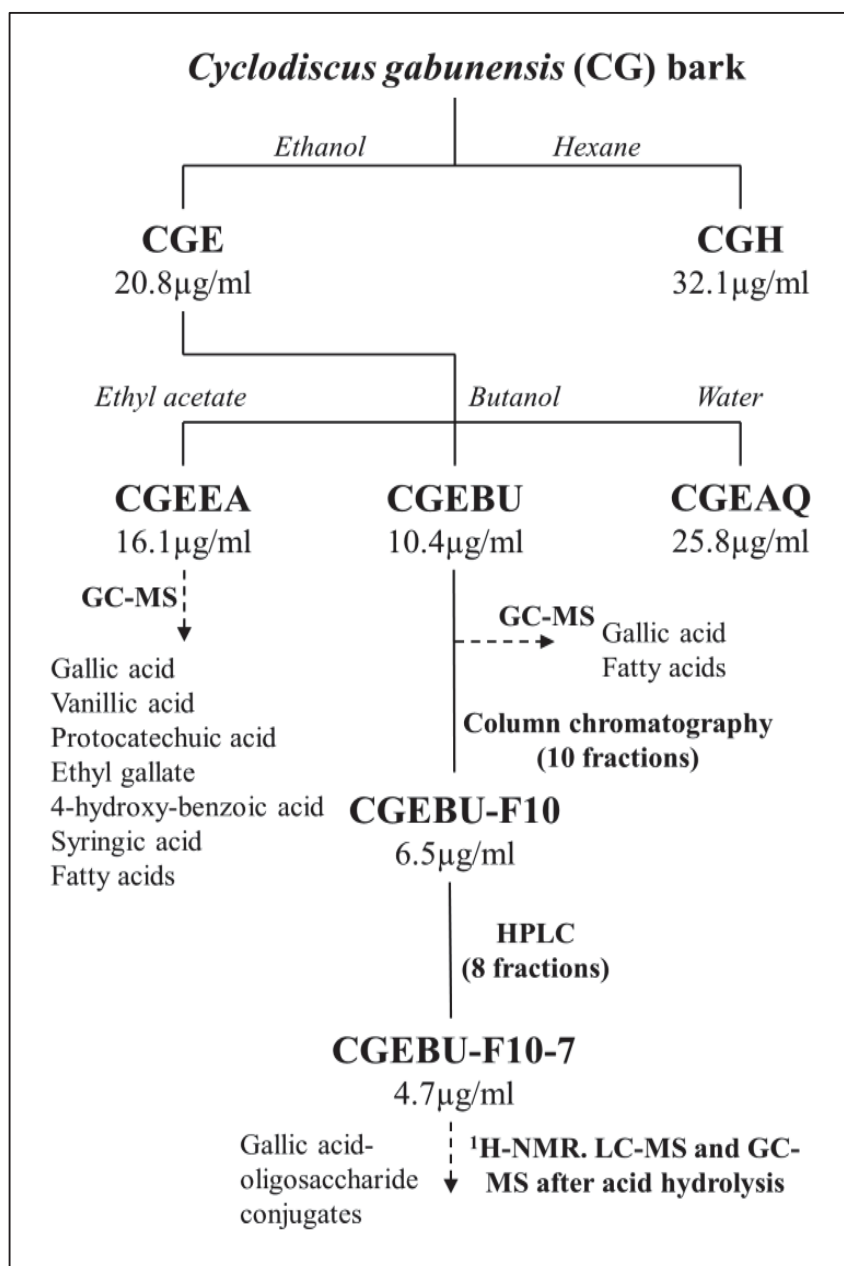 Cyclodiscus gabunensis (CG) bark
Ethanol
Hexane
CGE
20.8µg/ml
CGH
32.1µg/ml
Ethyl acetate
Butanol
Water
CGEEA
16.1µg/ml
CGEBU
10.4µg/ml
CGEAQ
25.8µg/ml
GC-MS
Gallic acid
Vanillic acid
Protocatechuic acid
Ethyl gallate
4-hydroxy-benzoic acid
Syringic acid
Fatty acids
GC-MS
Gallic acid
Fatty acids
Column chromatography
(10 fractions)
CGEBU-F10
6.5µg/ml
HPLC
(8 fractions)
CGEBU-F10-7
4.7µg/ml
Gallic acid-
oligosaccharide
conjugates
¹H-NMR. LC-MS and GC-
MS after acid hydrolysis